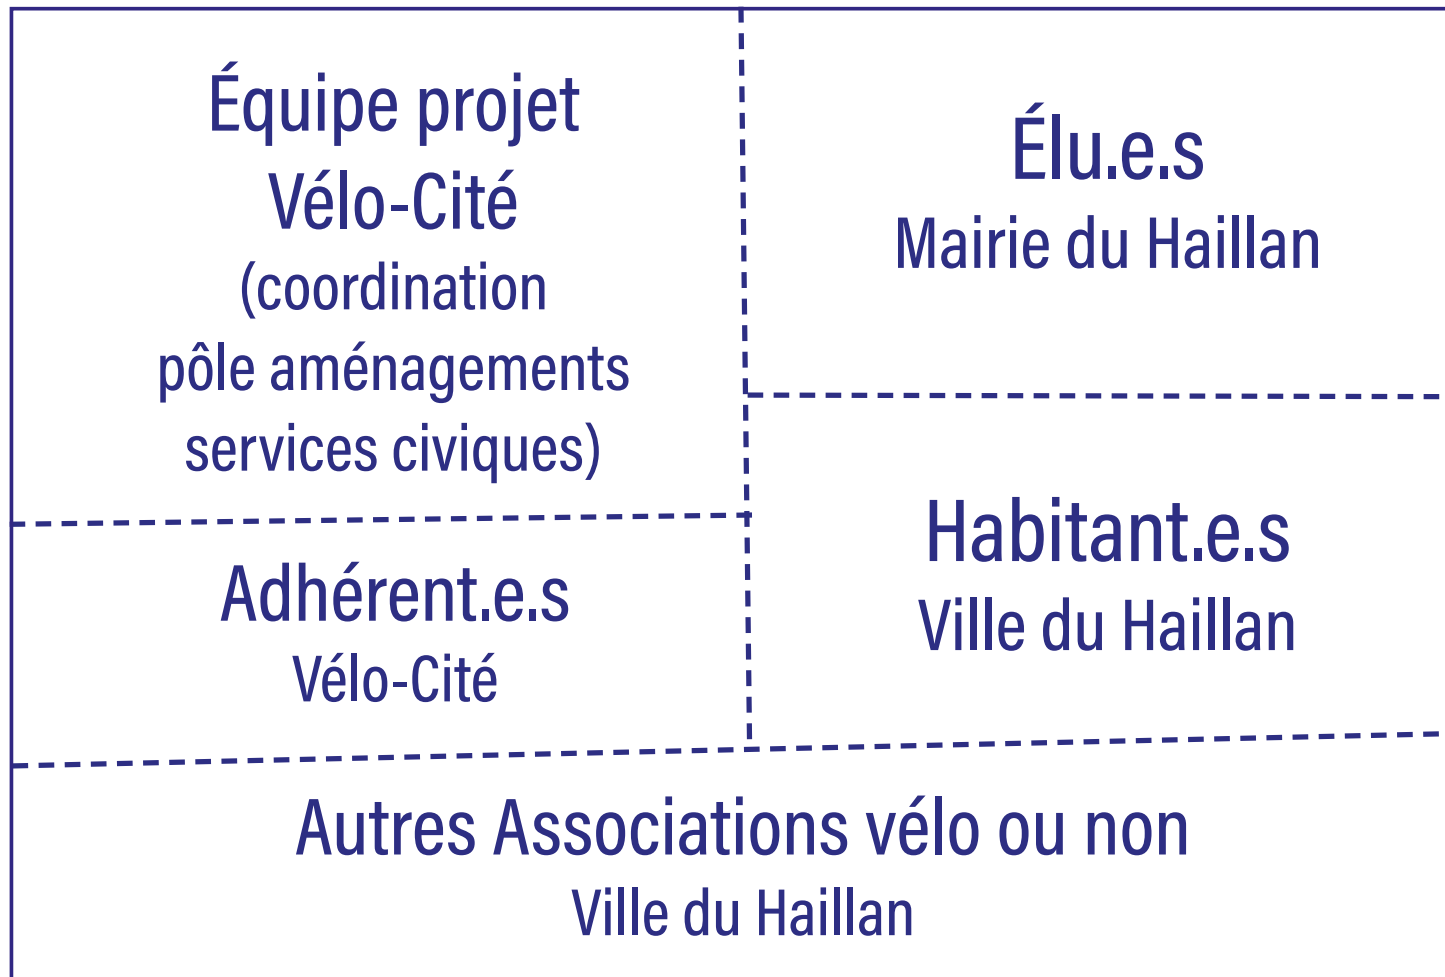 Équipe projet
Vélo-Cité
(coordination
pôle aménagements
services civiques)
Élu.e.s
Mairie du Haillan
Adhérent.e.s
Vélo-Cité
Habitant.e.s
Ville du Haillan
Autres Associations vélo ou non
Ville du Haillan